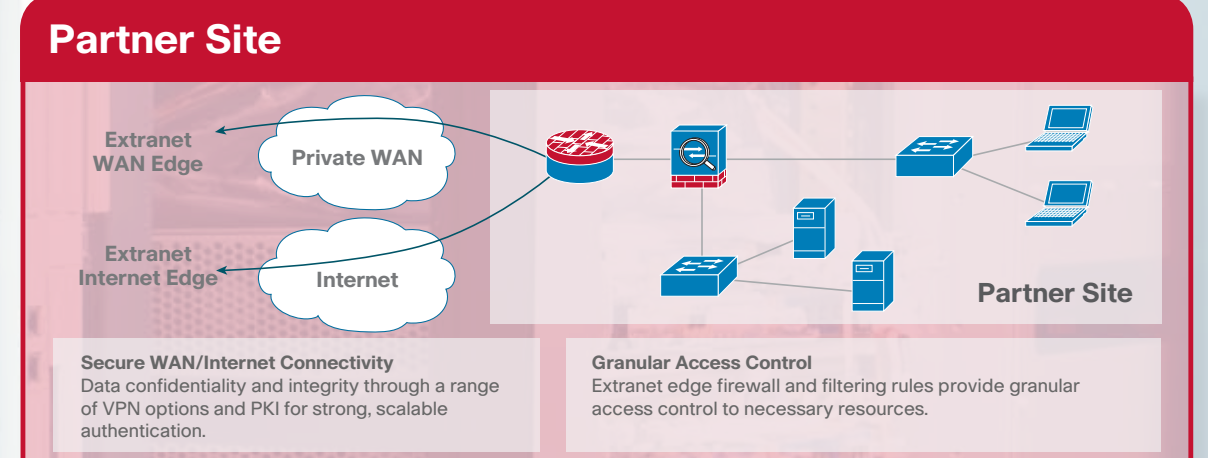 Partner Site
Extranet
WAN Edge
Private WAN
Extranet
Internet Edge
Internet
Partner Site
Secure WAN/Internet Connectivity
Data confidentiality and integrity through a range
of VPN options and PKI for strong, scalable
authentication.
Granular Access Control
Extranet edge firewall and filtering rules provide granular
access control to necessary resources.